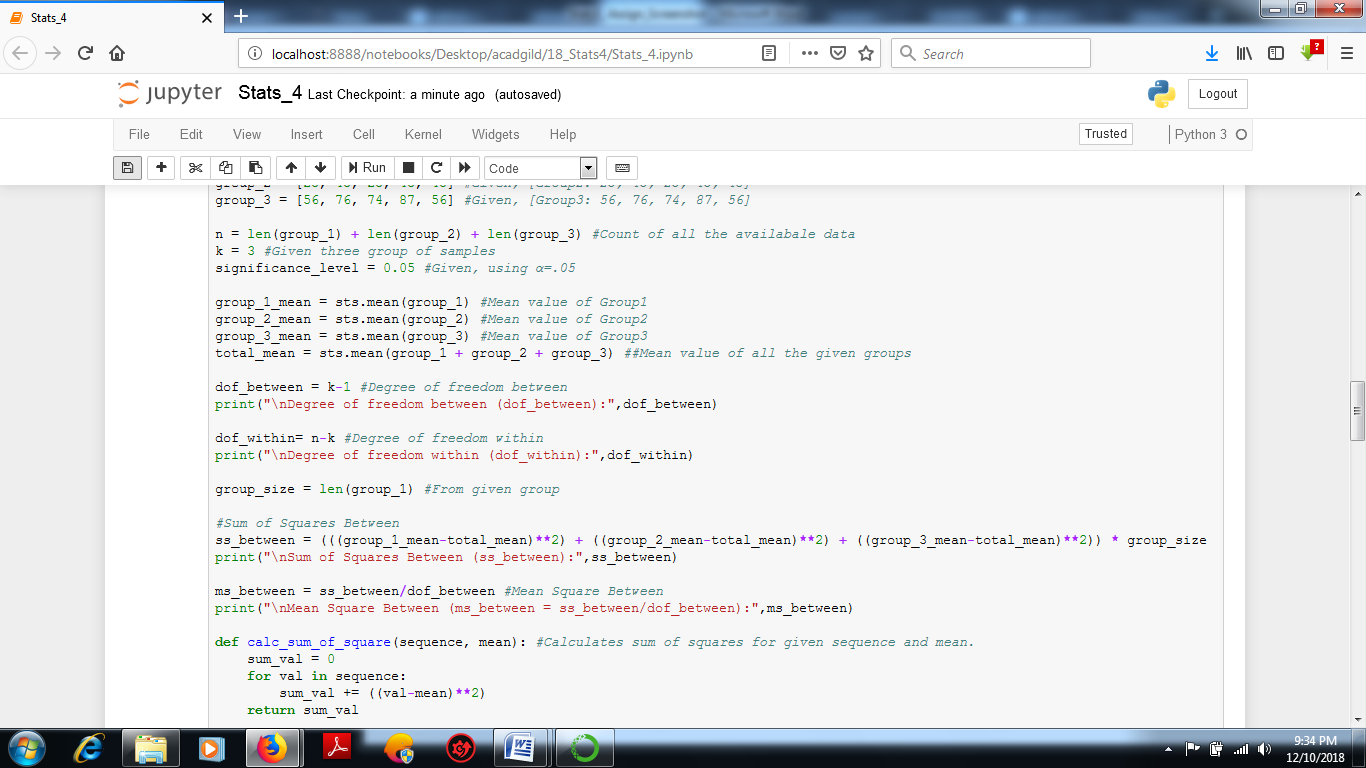 Stats_4
localhost:8888/notebooks/Desktop/acadgild/18_Stats4/Stats_4.ipynb
Search
?
jupyter Stats_4 Last Checkpoint: a minute ago (autosaved)
Logout
File Edit View Insert Cell Kernel Widgets Help
Trusted
Python 3
Run
Code
group_3 = [56, 76, 74, 87, 56] #Given, [Group3: 56, 76, 74, 87, 56]
n = len(group_1) + len(group_2) + len(group_3) #Count of all the availabale data
k = 3 #Given three group of samples
significance_level = 0.05 #Given, using α=.05
group_1_mean = sts.mean(group_1) #Mean value of Group1
group_2_mean = sts.mean(group_2) #Mean value of Group2
group_3_mean = sts.mean(group_3) #Mean value of Group3
total_mean = sts.mean(group_1 + group_2 + group_3) ##Mean value of all the given groups
dof_between = k-1 #Degree of freedom between
print("\nDegree of freedom between (dof_between):",dof_between)
dof_within= n-k #Degree of freedom within
print("\nDegree of freedom within (dof_within):",dof_within)
group_size = len(group_1) #From given group
#Sum of Squares Between
ss_between = (((group_1_mean-total_mean)**2) + ((group_2_mean-total_mean)**2) + ((group_3_mean-total_mean)**2)) * group_size
print("\nSum of Squares Between (ss_between):",ss_between)
ms_between = ss_between/dof_between #Mean Square Between
print("\nMean Square Between (ms_between = ss_between/dof_between):",ms_between)
def calc_sum_of_square(sequence, mean): #Calculates sum of squares for given sequence and mean.
    sum_val = 0
    for val in sequence:
        sum_val += ((val-mean)**2)
    return sum_val
9:34 PM
12/10/2018